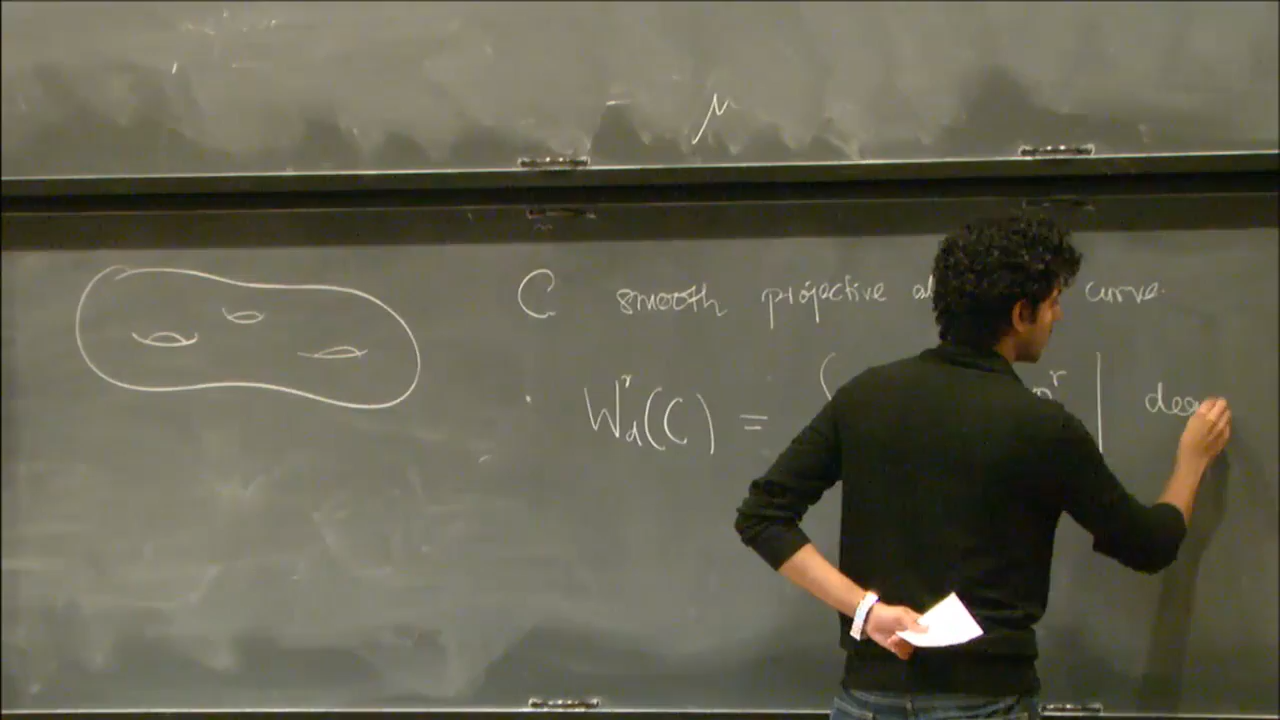 μ
C smooth projective curve.
W^r_d(C) = { P^r | deg